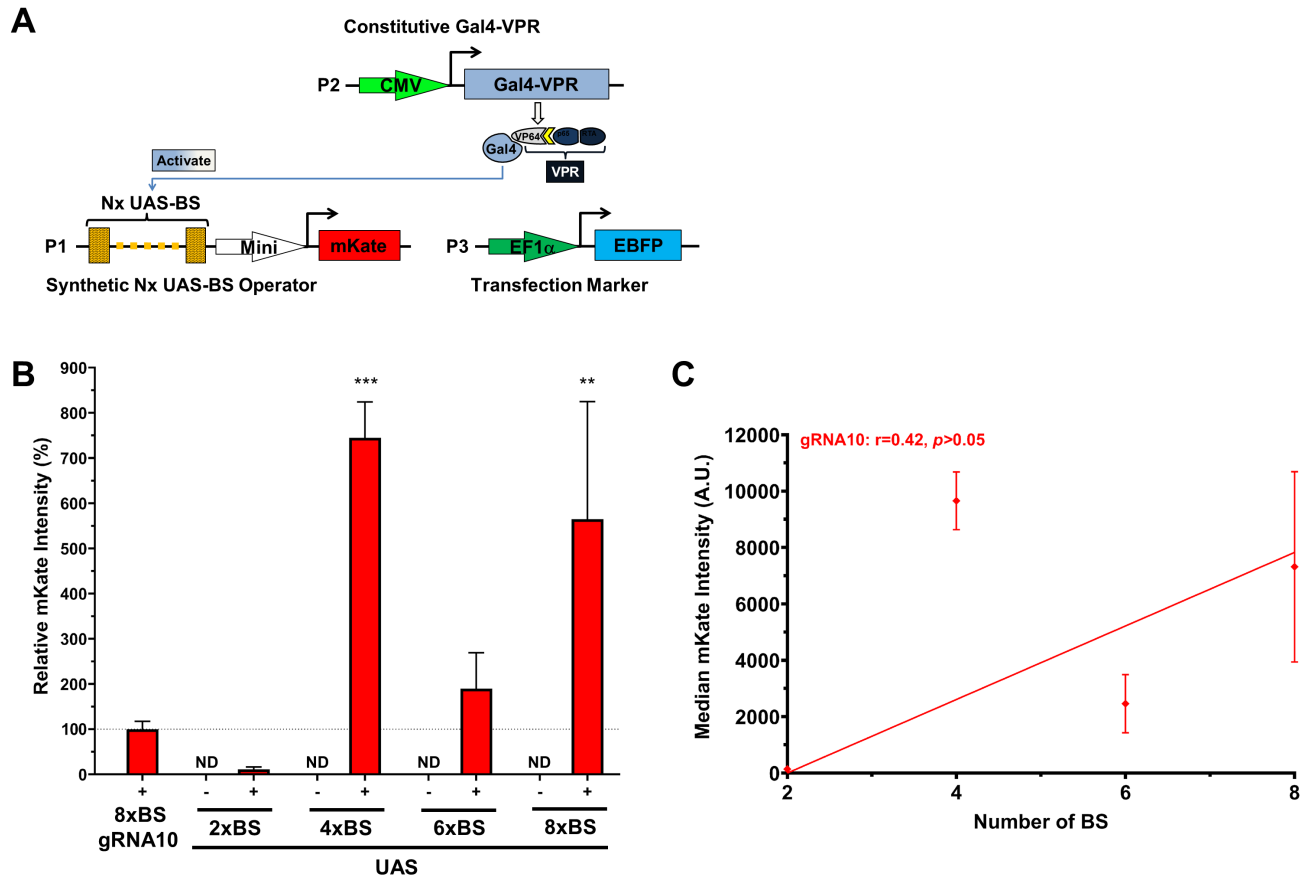 A
Constitutive Gal4-VPR
P2
CMV
Gal4-VPR
VP64
p65
RTA
Gal4
VPR
Activate
Nx UAS-BS
P1
Mini
mKate
P3
EF1α
EBFP
Synthetic Nx UAS-BS Operator
Transfection Marker
B
Relative mKate Intensity (%)
900
800
700
600
500
400
300
200
100
0
***
**
ND
ND
ND
ND
+ - + - + - + - +
8xBS
gRNA10
2xBS 4xBS 6xBS 8xBS
UAS
C
gRNA10: r=0.42, p>0.05
Median mKate Intensity (A.U.)
12000
10000
8000
6000
4000
2000
0
2 4 6 8
Number of BS